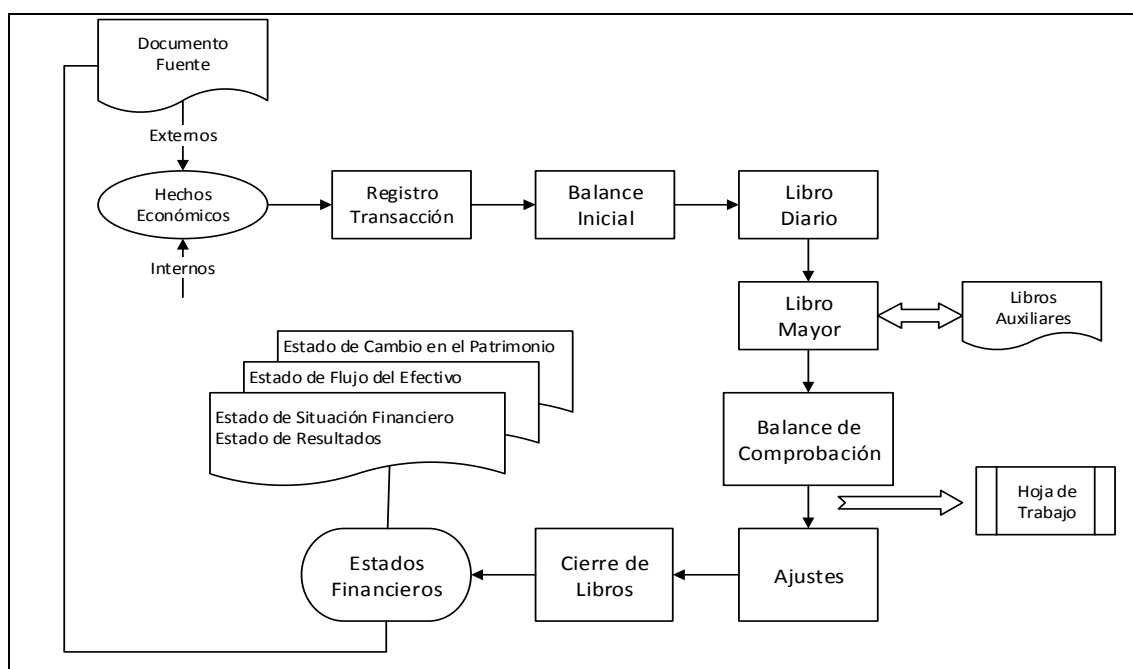 Documento
Fuente
Externos
Hechos
Económicos
Internos
Registro
Transacción
Balance
Inicial
Libro
Diario
Libro
Mayor
Libros
Auxiliares
Balance de
Comprobación
Hoja de
Trabajo
Ajustes
Cierre de
Libros
Estados
Financieros
Estado de Cambio en el Patrimonio
Estado de Flujo del Efectivo
Estado de Situación Financiero
Estado de Resultados